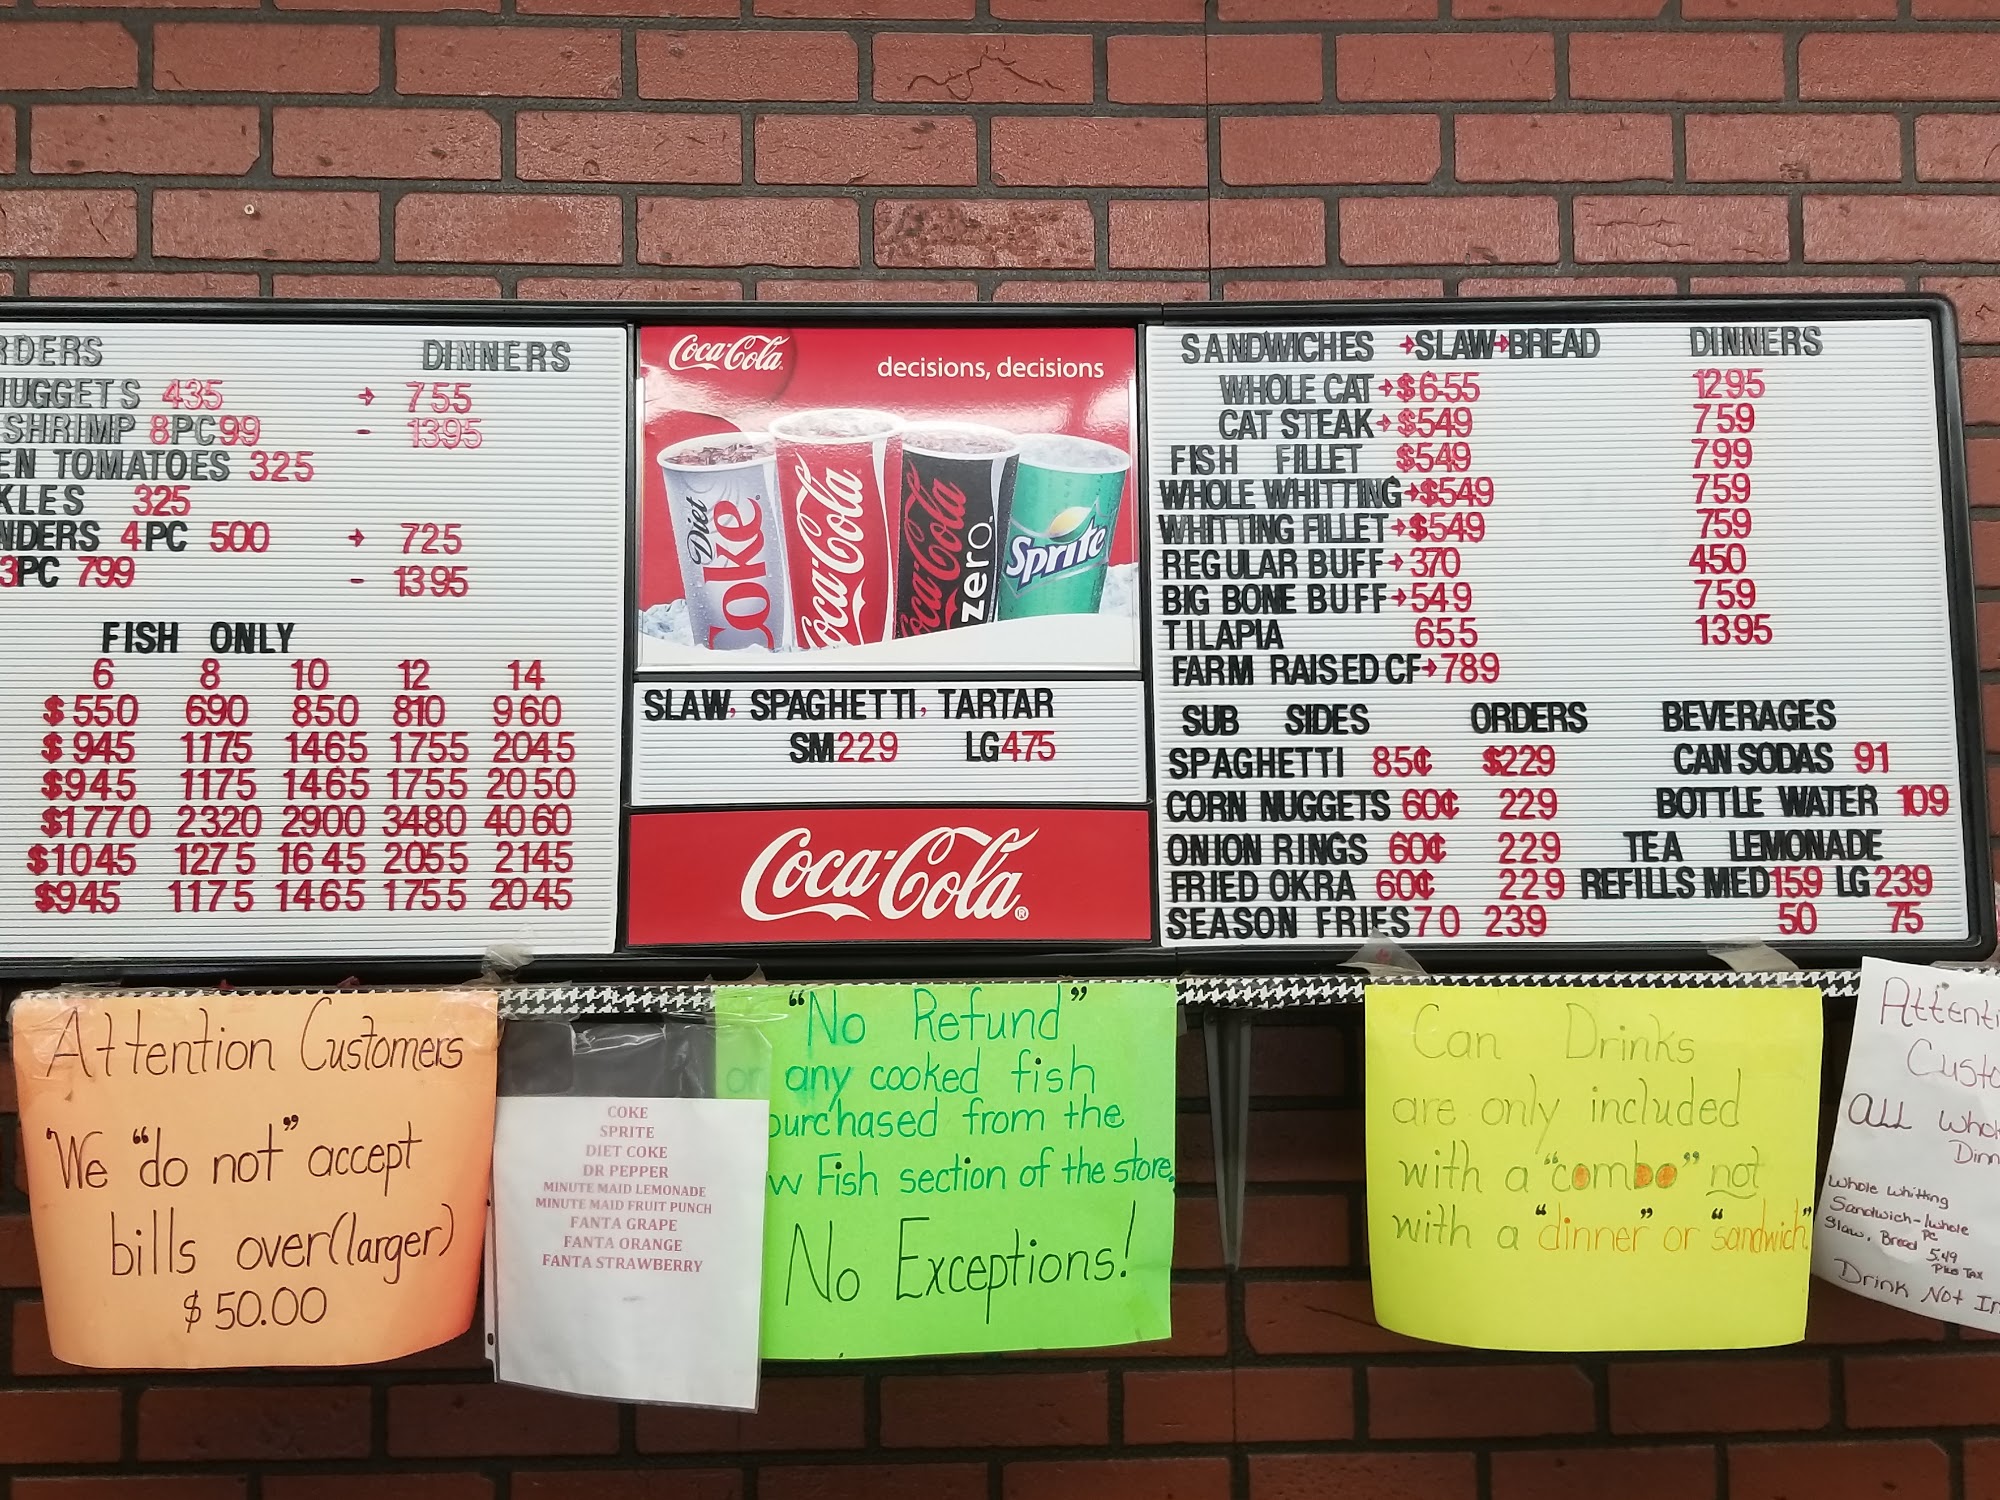 RDERS DINNERS
NUGGETS 435 → 755
SHRIMP 8PC99 - 1395
EN TOMATOES 325
KLES 325
NDERS 4PC 500 → 725
3PC 799 - 1395
FISH ONLY
6 8 10 12 14
$550 690 850 810 960
$945 1175 1465 1755 2045
$945 1175 1465 1755 2050
$1770 2320 2900 3480 4060
$1045 1275 1645 2055 2145
$945 1175 1465 1755 2045
Coca-Cola
decisions, decisions
Diet Coke
Coca-Cola
Coca-Cola zero
Sprite
SLAW, SPAGHETTI, TARTAR
SM229 LG475
Coca-Cola®
SANDWICHES →SLAW→BREAD DINNERS
WHOLE CAT→$6-55 1295
CAT STEAK→$549 759
FISH FILLET $549 799
WHOLE WHITTING→$549 759
WHITTING FILLET→$549 759
REGULAR BUFF→370 450
BIG BONE BUFF→549 759
TILAPIA 655 1395
FARM RAISED CF→789
SUB SIDES ORDERS BEVERAGES
SPAGHETTI 85¢ $229 CAN SODAS 91
CORN NUGGETS 60¢ 229 BOTTLE WATER 109
ONION RINGS 60¢ 229 TEA LEMONADE
FRIED OKRA 60¢ 229 REFILLS MED159 LG239
SEASON FRIES70 239 50 75
Attention Customers
We "do not" accept
bills over(larger)
$50.00
COKE
SPRITE
DIET COKE
DR PEPPER
MINUTE MAID LEMONADE
MINUTE MAID FRUIT PUNCH
FANTA GRAPE
FANTA ORANGE
FANTA STRAWBERRY
"No Refund"
or any cooked fish
purchased from the
w Fish section of the store.
No Exceptions!
Can Drinks
are only included
with a "combo" not
with a "dinner" or "sandwich"
Attenti
Custo
ALL Who
Dinn
Whole Whitting
Sandwich-1whole
Pc
Slaw, Bread 5.49
Plus Tax
Drink Not In